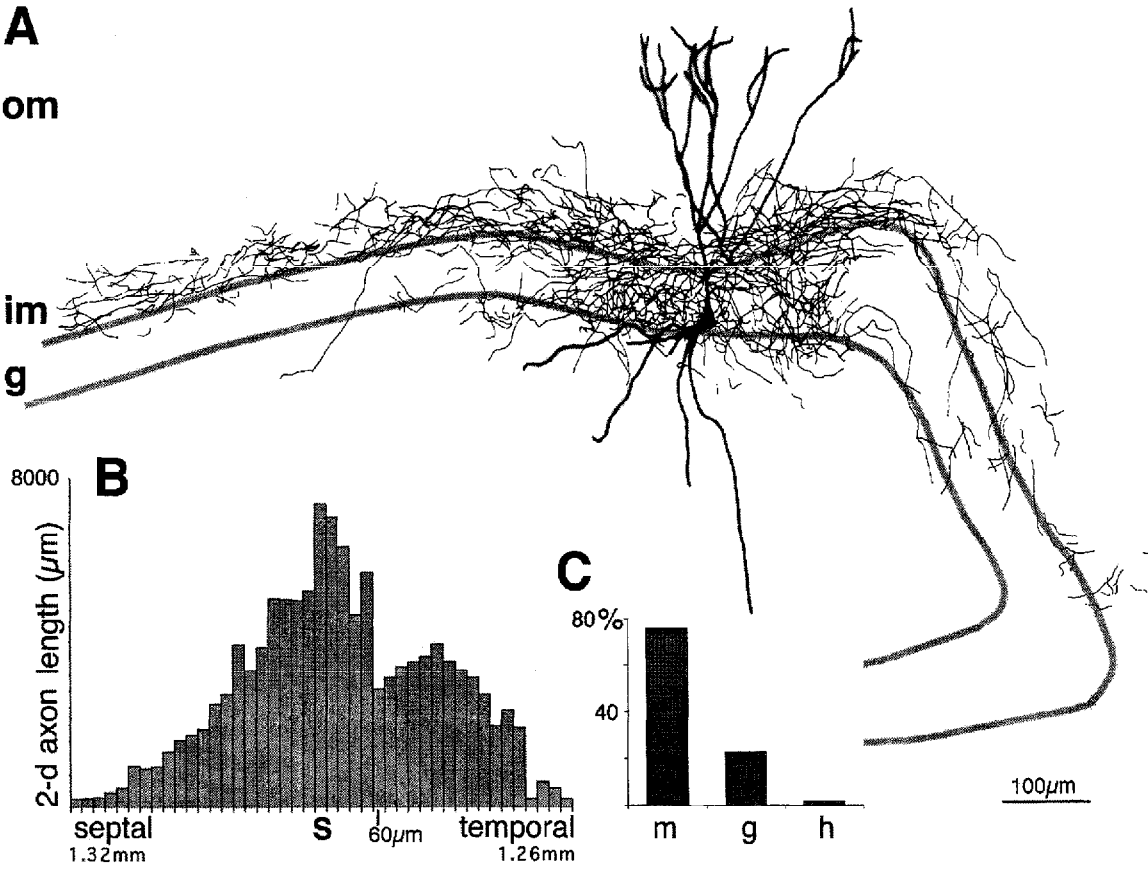 A
om
im
g
B
8000
2-d axon length (µm)
septal S 60µm temporal
1.32mm 1.26mm
C
80%
40
m g h
100µm